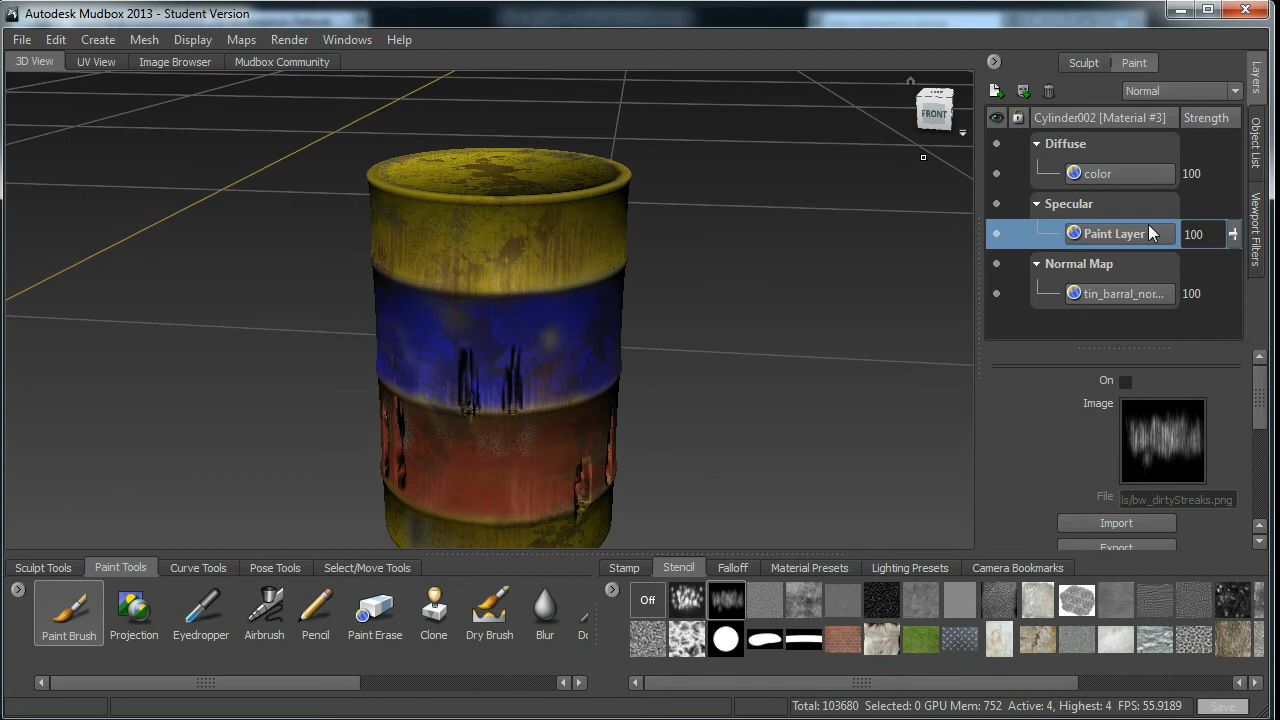 Autodesk Mudbox 2013 - Student Version
File Edit Create Mesh Display Maps Render Windows Help
3D View UV View Image Browser Mudbox Community
FRONT
Sculpt Paint
Normal
Cylinder002 [Material #3] Strength
Diffuse
color 100
Specular
Paint Layer 100
Normal Map
tin_barral_nor... 100
Layers
Object List
Viewport Filters
On
Image
File ls/bw_dirtyStreaks.png
Import
Export
Sculpt Tools Paint Tools Curve Tools Pose Tools Select/Move Tools
Paint Brush Projection Eyedropper Airbrush Pencil Paint Erase Clone Dry Brush Blur
Stamp Stencil Falloff Material Presets Lighting Presets Camera Bookmarks
Off
Total: 103680 Selected: 0 GPU Mem: 752 Active: 4, Highest: 4 FPS: 55.9189
Save